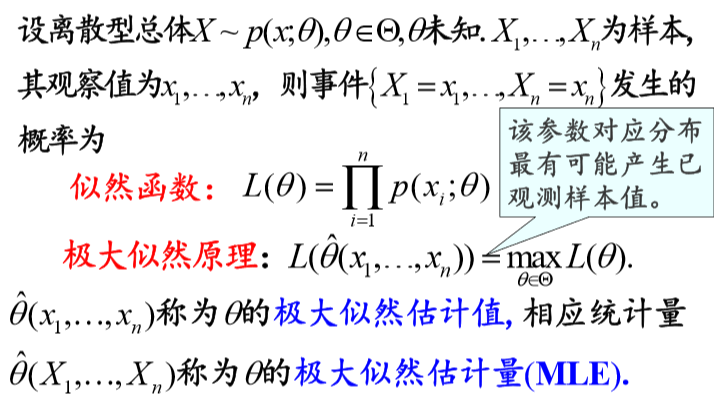 设离散型总体X ~ p(x;θ),θ∈Θ,θ未知. X₁,…,Xₙ为样本,
其观察值为x₁,…,xₙ，则事件{X₁ = x₁,…,Xₙ = xₙ}发生的
概率为
该参数对应分布
最有可能产生已
观测样本值。
似然函数： L(θ) = ∏ᵢ₌₁ⁿ p(xᵢ;θ)
极大似然原理：L(θ̂(x₁,…,xₙ)) = max_{θ∈Θ} L(θ).
θ̂(x₁,…,xₙ)称为θ的极大似然估计值, 相应统计量
θ̂(X₁,…,Xₙ)称为θ的极大似然估计量(MLE).